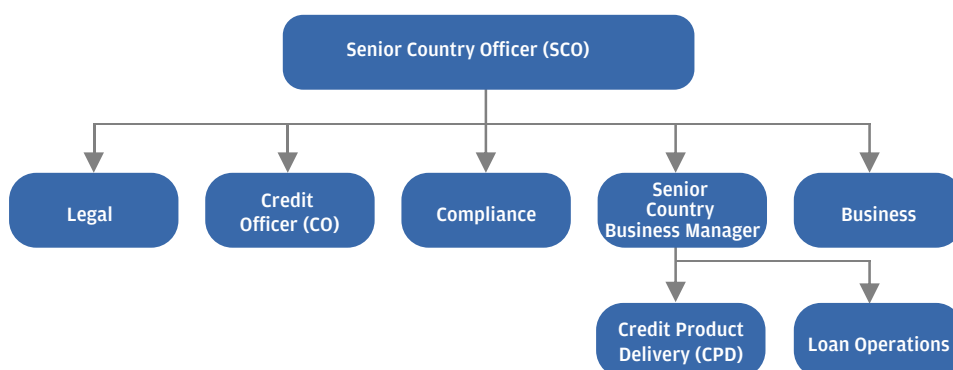 Senior Country Officer (SCO)
Legal
Credit
Officer (CO)
Compliance
Senior
Country
Business Manager
Business
Credit Product
Delivery (CPD)
Loan Operations